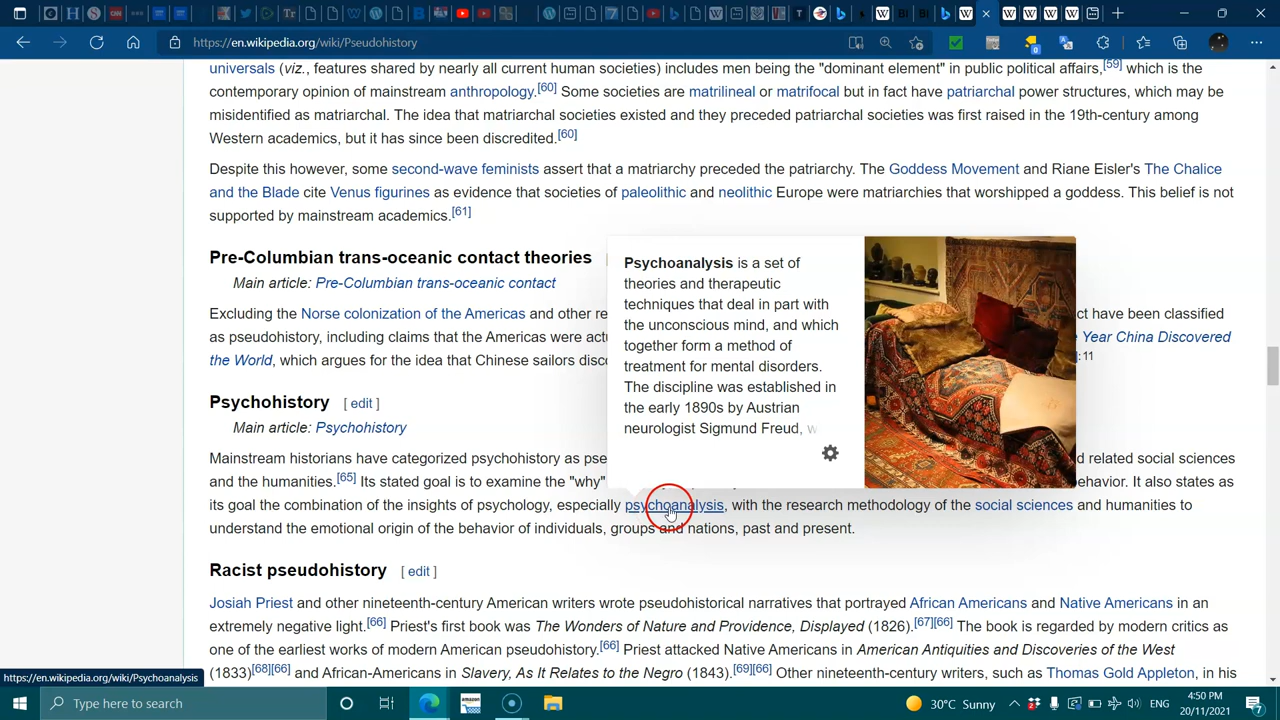 https://en.wikipedia.org/wiki/Pseudohistory
universals (viz., features shared by nearly all current human societies) includes men being the "dominant element" in public political affairs,[59] which is the
contemporary opinion of mainstream anthropology.[60] Some societies are matrilineal or matrifocal but in fact have patriarchal power structures, which may be
misidentified as matriarchal. The idea that matriarchal societies existed and they preceded patriarchal societies was first raised in the 19th-century among
Western academics, but it has since been discredited.[60]
Despite this however, some second-wave feminists assert that a matriarchy preceded the patriarchy. The Goddess Movement and Riane Eisler's The Chalice
and the Blade cite Venus figurines as evidence that societies of paleolithic and neolithic Europe were matriarchies that worshipped a goddess. This belief is not
supported by mainstream academics.[61]
Pre-Columbian trans-oceanic contact theories [
Main article: Pre-Columbian trans-oceanic contact
Excluding the Norse colonization of the Americas and other re
ct have been classified
as pseudohistory, including claims that the Americas were actu
Year China Discovered
the World, which argues for the idea that Chinese sailors disco
]: 11
Psychoanalysis is a set of
theories and therapeutic
techniques that deal in part with
the unconscious mind, and which
together form a method of
treatment for mental disorders.
The discipline was established in
the early 1890s by Austrian
neurologist Sigmund Freud, w
Psychohistory [ edit ]
Main article: Psychohistory
Mainstream historians have categorized psychohistory as pse
d related social sciences
and the humanities.[65] Its stated goal is to examine the "why"
ehavior. It also states as
its goal the combination of the insights of psychology, especially psychoanalysis, with the research methodology of the social sciences and humanities to
understand the emotional origin of the behavior of individuals, groups and nations, past and present.
Racist pseudohistory [ edit ]
Josiah Priest and other nineteenth-century American writers wrote pseudohistorical narratives that portrayed African Americans and Native Americans in an
extremely negative light.[66] Priest's first book was The Wonders of Nature and Providence, Displayed (1826).[67][66] The book is regarded by modern critics as
one of the earliest works of modern American pseudohistory.[66] Priest attacked Native Americans in American Antiquities and Discoveries of the West
(1833)[68][66] and African-Americans in Slavery, As It Relates to the Negro (1843).[69][66] Other nineteenth-century writers, such as Thomas Gold Appleton, in his
https://en.wikipedia.org/wiki/Psychoanalysis
Type here to search
amazon
30°C Sunny
ENG
4:50 PM
20/11/2021
7